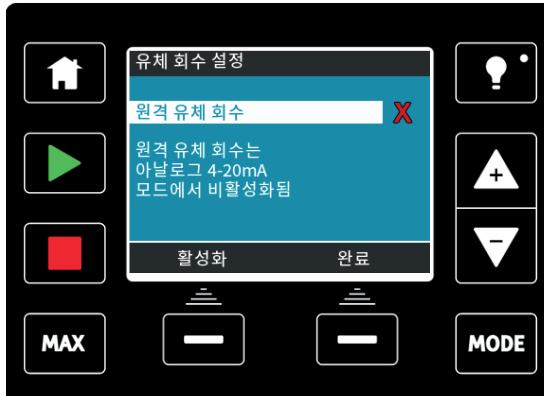 유체 회수 설정
원격 유체 회수
X
원격 유체 회수는
아날로그 4-20mA
모드에서 비활성화됨
활성화
완료
MAX
MODE